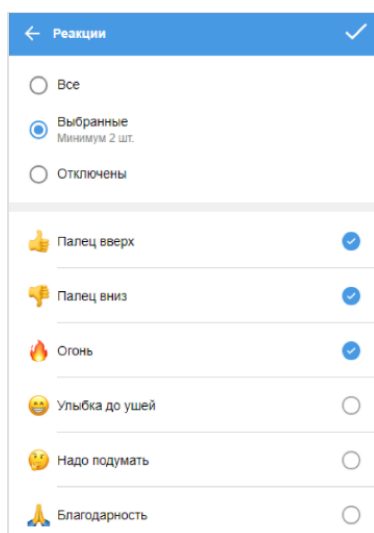 Реакции
Все
Выбранные
Минимум 2 шт.
Отключены
Палец вверх
Палец вниз
Огонь
Улыбка до ушей
Надо подумать
Благодарность